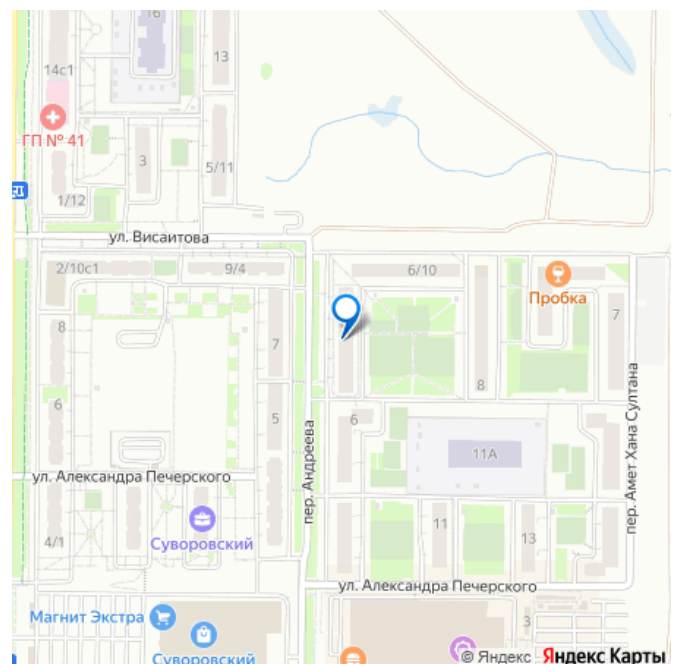 16
13
14с1
ГП № 41
3
5/11
1/12
ул. Висаитова
2/10с1
9/4
6/10
Пробка
8
7
7
8
6
5
6
11А
пер. Андреева
пер. Амет Хана Султана
ул. Александра Печерского
4/1
Суворовский
11
13
ул. Александра Печерского
Магнит Экстра
3
Суворовский
© Яндекс Яндекс Карты